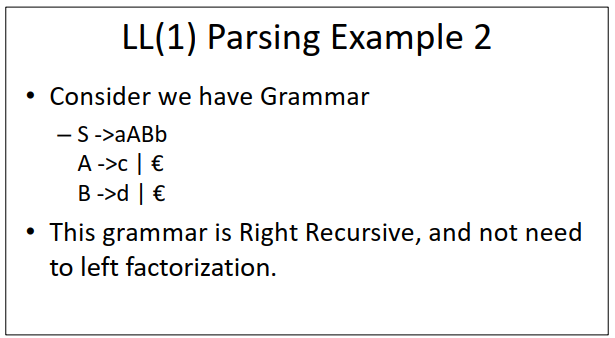 LL(1) Parsing Example 2
• Consider we have Grammar
– S ->aABb
A ->c | €
B ->d | €
• This grammar is Right Recursive, and not need
to left factorization.